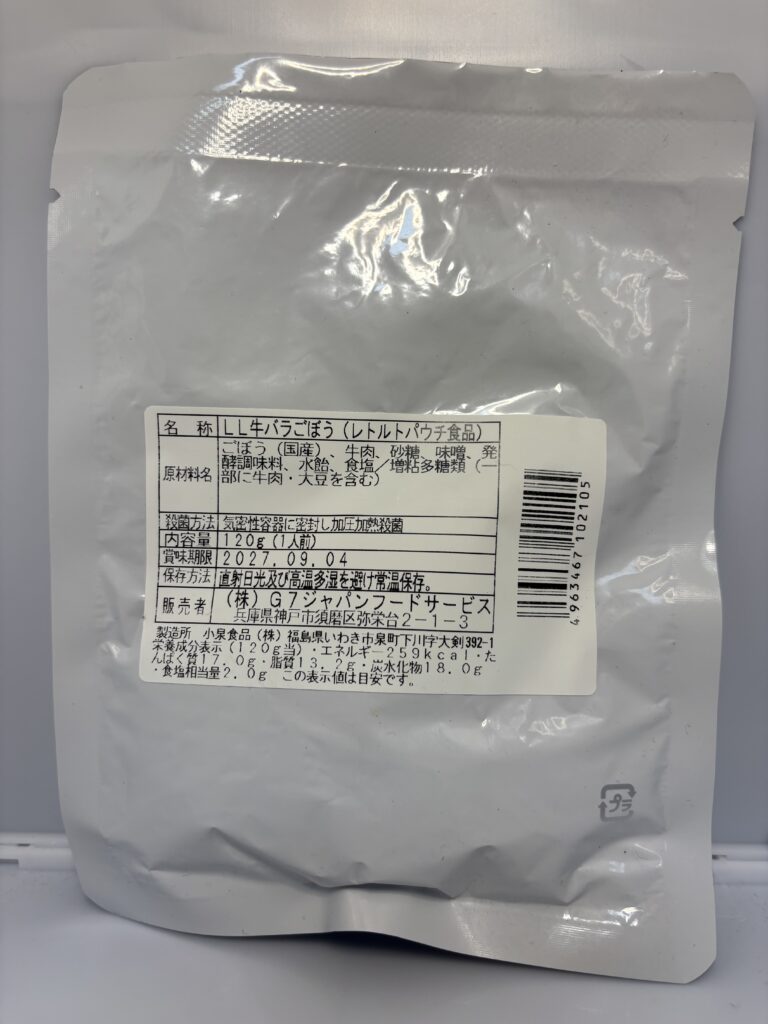 名称 LL牛バラごぼう(レトルトパウチ食品)
原材料名 ごぼう(国産)、牛肉、砂糖、味噌、発
酵調味料、水飴、食塩/増粘多糖類(一
部に牛肉・大豆を含む)
殺菌方法 気密性容器に密封し加圧加熱殺菌
内容量 120g(1人前)
賞味期限 2027.09.04
保存方法 直射日光及び高温多湿を避け常温保存。
販売者 (株)G7ジャパンフードサービス
兵庫県神戸市須磨区弥栄台2-1-3
製造所 小泉食品(株)福島県いわき市泉町下川字大剣392-1
栄養成分表示(120g当)・エネルギー259kcal・た
んぱく質17.0g・脂質13.2g・炭水化物18.0g
・食塩相当量2.0g この表示値は目安です。
4963467102105
プラ